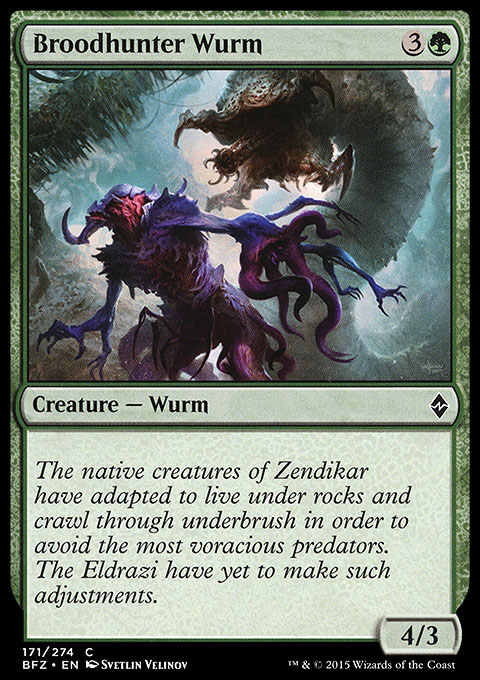 Broodhunter Wurm 3
Creature — Wurm
The native creatures of Zendikar
have adapted to live under rocks and
crawl through underbrush in order to
avoid the most voracious predators.
The Eldrazi have yet to make such
adjustments.
4/3
171/274 C
BFZ • EN Svetlin Velinov
™ & © 2015 Wizards of the Coast